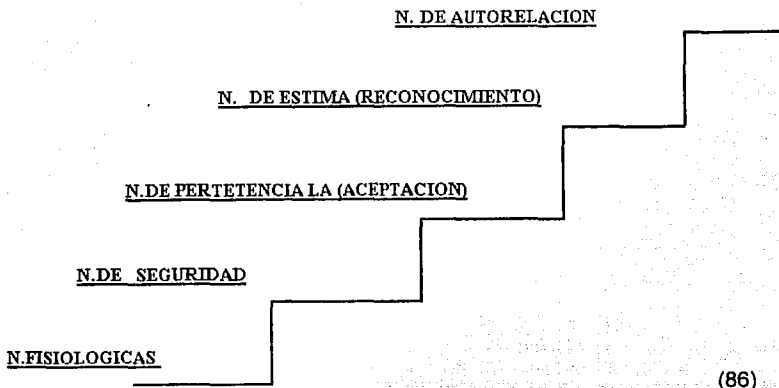 N. DE AUTORELACION
N. DE ESTIMA (RECONOCIMIENTO)
N.DE PERTETENCIA LA (ACEPTACION)
N.DE SEGURIDAD
N.FISIOLOGICAS
(86)